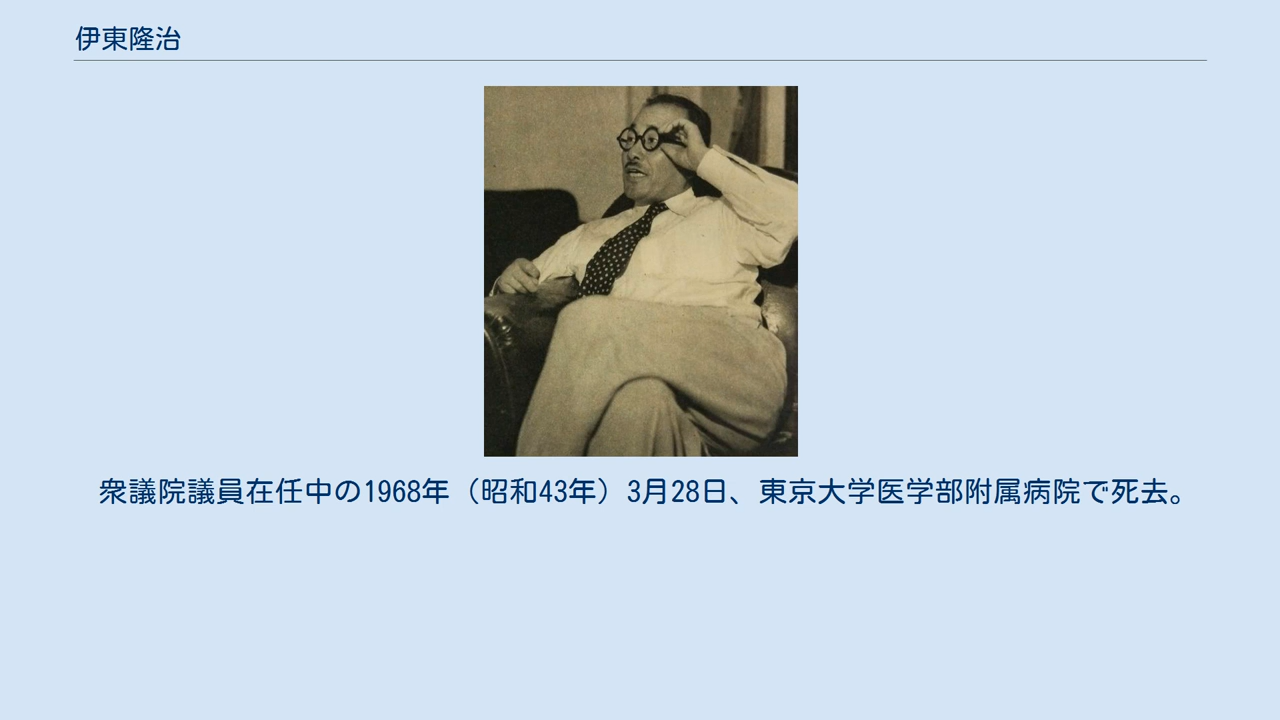 伊東隆治
衆議院議員在任中の1968年（昭和43年）3月28日、東京大学医学部附属病院で死去。